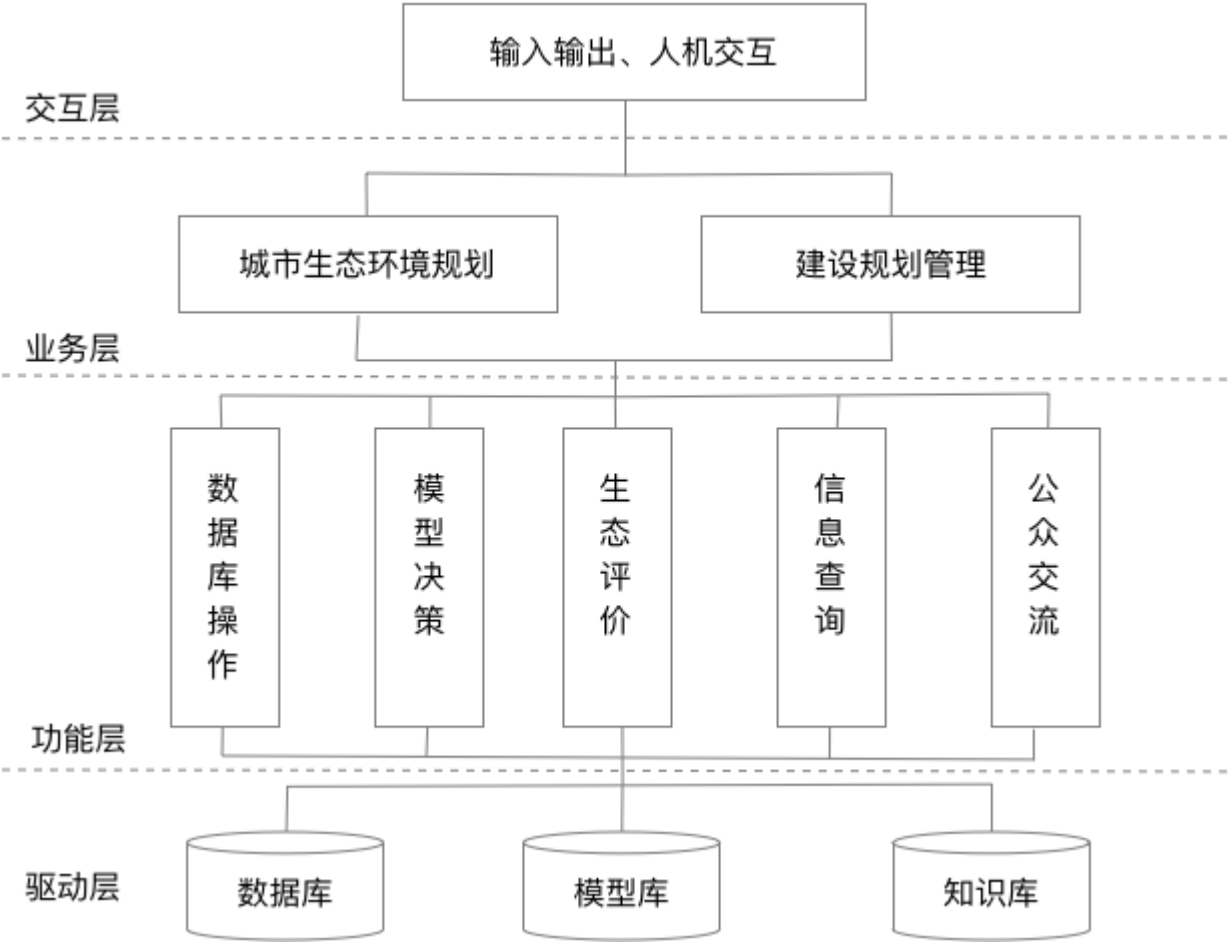 输入输出、人机交互
交互层
城市生态环境规划
建设规划管理
业务层
数据库操作
模型决策
生态评价
信息查询
公众交流
功能层
驱动层
数据库
模型库
知识库